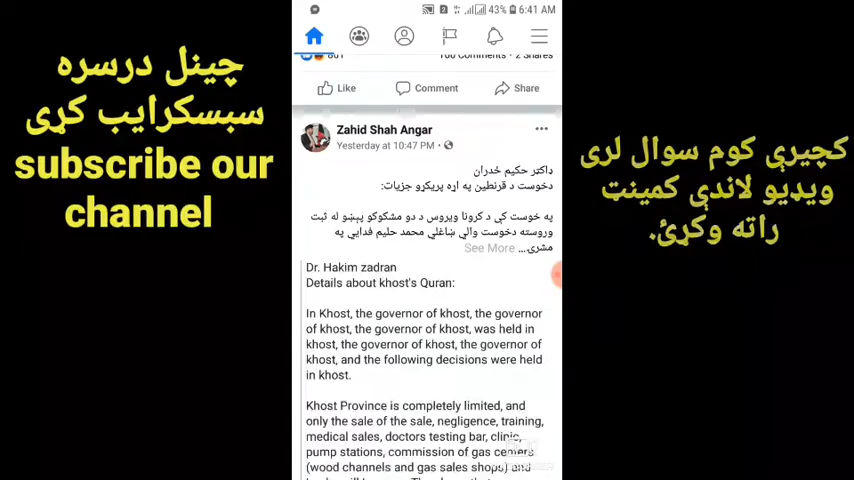 43% 6:41 AM
چينل درسره
سبسکرایب کړی
subscribe our
channel
کچیرې کوم سوال لری
ویډیو لاندې کمینټ
راته وکړئ.
Like Comment Share
Zahid Shah Angar
Yesterday at 10:47 PM
ډاکټر حکیم ځدران
دخوست د قرنطین په اړه پریکړو جزیات:
په خوست کې د کرونا ویروس د دوو مشکوکو پېښو له ثبت
وروسته دخوست والي ښاغلي محمد حلیم فدايي په
مشرۍ... See More
Dr. Hakim zadran
Details about khost's Quran:
In Khost, the governor of khost, the governor
of khost, the governor of khost, was held in
khost, the governor of khost, the governor of
khost, and the following decisions were held
in khost.
Khost Province is completely limited, and
only the sale of the sale, negligence, training,
medical sales, doctors testing bar, clinic,
pump stations, commission of gas centers
(wood channels and gas sales shops) and